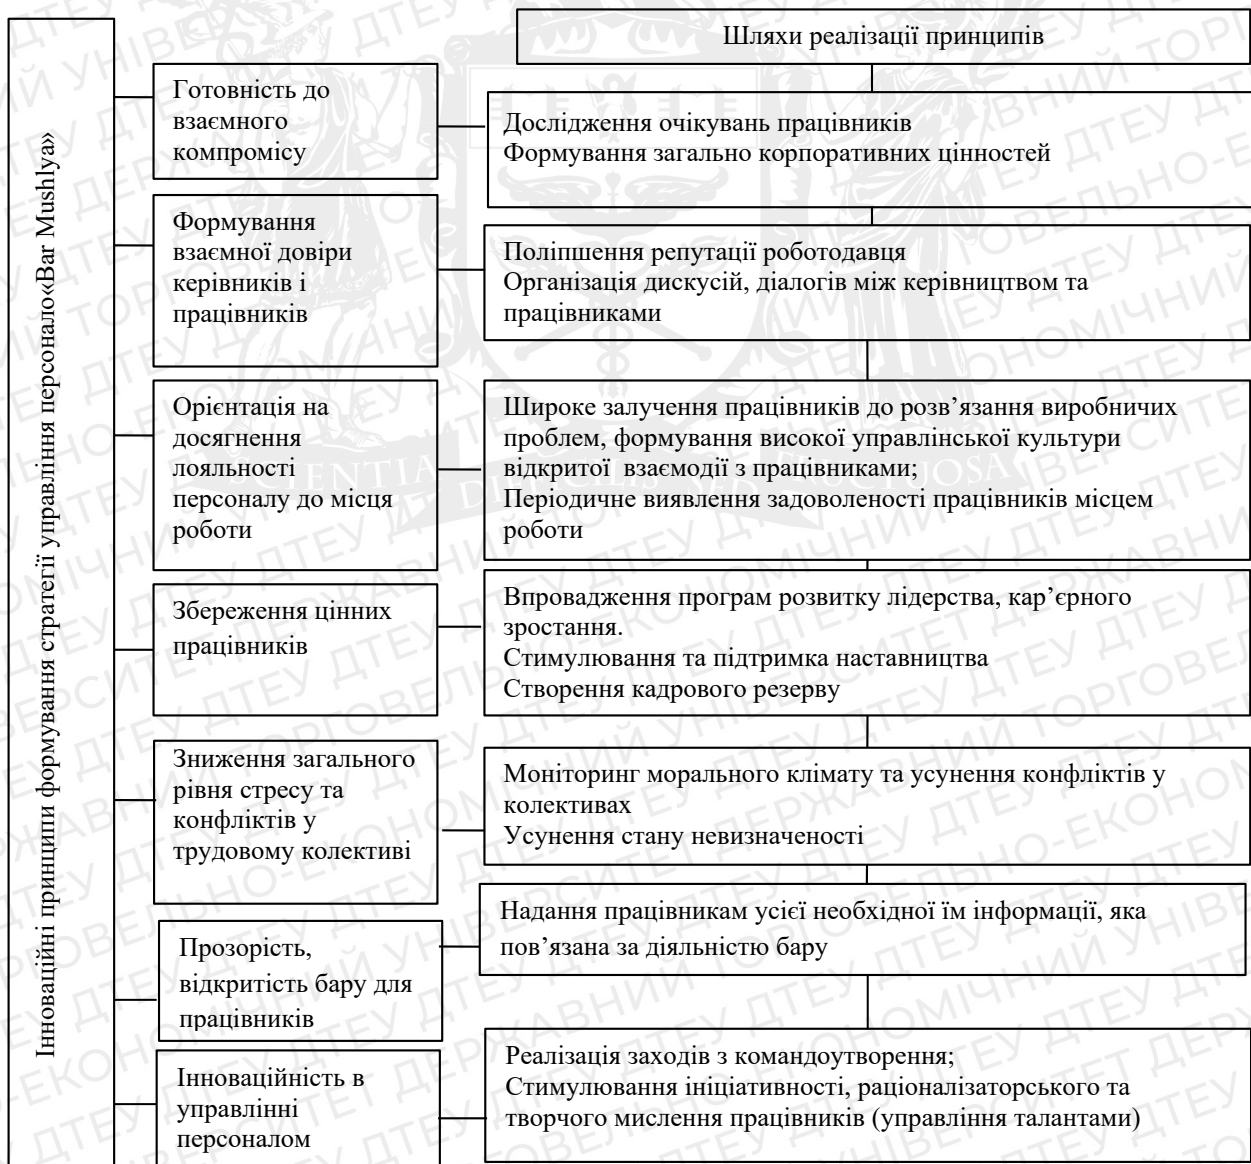 Інноваційні принципи формування стратегії управління персонало«Bar Mushlya»
Шляхи реалізації принципів
Готовність до
взаємного
компромісу
Дослідження очікувань працівників
Формування загально корпоративних цінностей
Формування
взаємної довіри
керівників і
працівників
Поліпшення репутації роботодавця
Організація дискусій, діалогів між керівництвом та
працівниками
Орієнтація на
досягнення
лояльності
персоналу до місця
роботи
Широке залучення працівників до розв’язання виробничих
проблем, формування високої управлінської культури
відкритої взаємодії з працівниками;
Періодичне виявлення задоволеності працівників місцем
роботи
Збереження цінних
працівників
Впровадження програм розвитку лідерства, кар’єрного
зростання.
Стимулювання та підтримка наставництва
Створення кадрового резерву
Зниження загального
рівня стресу та
конфліктів у
трудовому колективі
Моніторинг морального клімату та усунення конфліктів у
колективах
Усунення стану невизначеності
Прозорість,
відкритість бару для
працівників
Надання працівникам усієї необхідної їм інформації, яка
пов’язана за діяльністю бару
Інноваційність в
управлінні
персоналом
Реалізація заходів з командоутворення;
Стимулювання ініціативності, раціоналізаторського та
творчого мислення працівників (управління талантами)